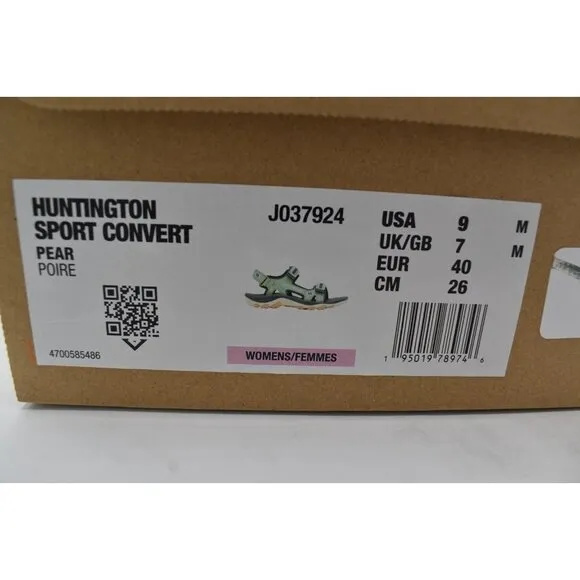 HUNTINGTON
SPORT CONVERT
PEAR
POIRE
4700585486
J037924
WOMENS/FEMMES
USA 9 M
UK/GB 7 M
EUR 40
CM 26
1 95019 78974 6